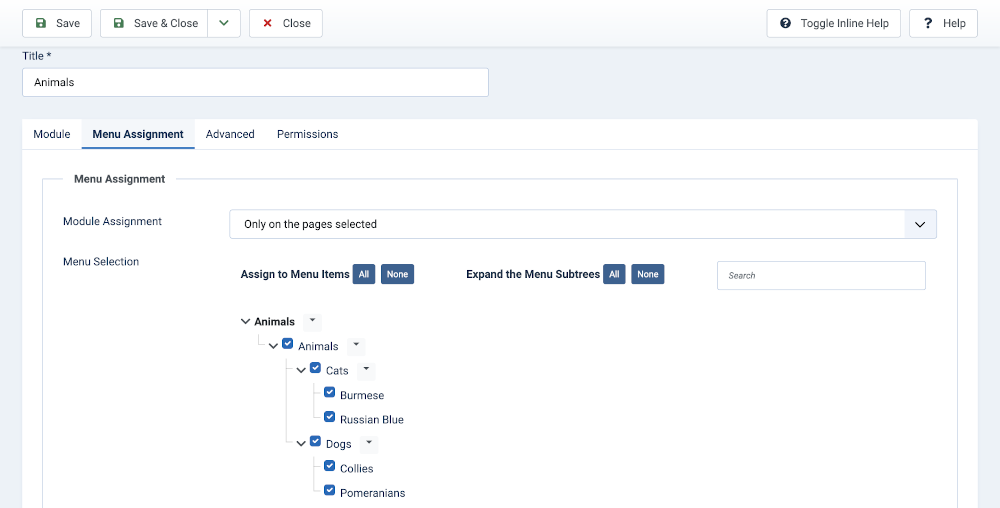 Save Save & Close Close Toggle Inline Help ? Help
Title *
Animals
Module Menu Assignment Advanced Permissions
Menu Assignment
Module Assignment Only on the pages selected
Menu Selection
Assign to Menu Items All None Expand the Menu Subtrees All None Search
Animals
Animals
Cats
Burmese
Russian Blue
Dogs
Collies
Pomeranians